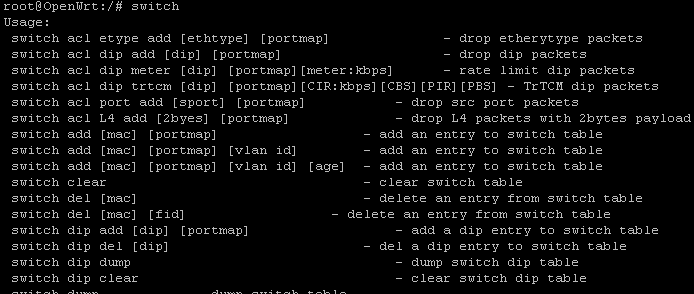 root@OpenWrt:/# switch
Usage:
switch acl etype add [ethtype] [portmap] - drop etherytype packets
switch acl dip add [dip] [portmap] - drop dip packets
switch acl dip meter [dip] [portmap][meter:kbps] - rate limit dip packets
switch acl dip trtcm [dip] [portmap][CIR:kbps][CBS][PIR][PBS] - TrTCM dip packets
switch acl port add [sport] [portmap] - drop src port packets
switch acl L4 add [2byes] [portmap] - drop L4 packets with 2bytes payload
switch add [mac] [portmap] - add an entry to switch table
switch add [mac] [portmap] [vlan id] - add an entry to switch table
switch add [mac] [portmap] [vlan id] [age] - add an entry to switch table
switch clear - clear switch table
switch del [mac] - delete an entry from switch table
switch del [mac] [fid] - delete an entry from switch table
switch dip add [dip] [portmap] - add a dip entry to switch table
switch dip del [dip] - del a dip entry to switch table
switch dip dump - dump switch dip table
switch dip clear - clear switch dip table
switch dump - dump switch table